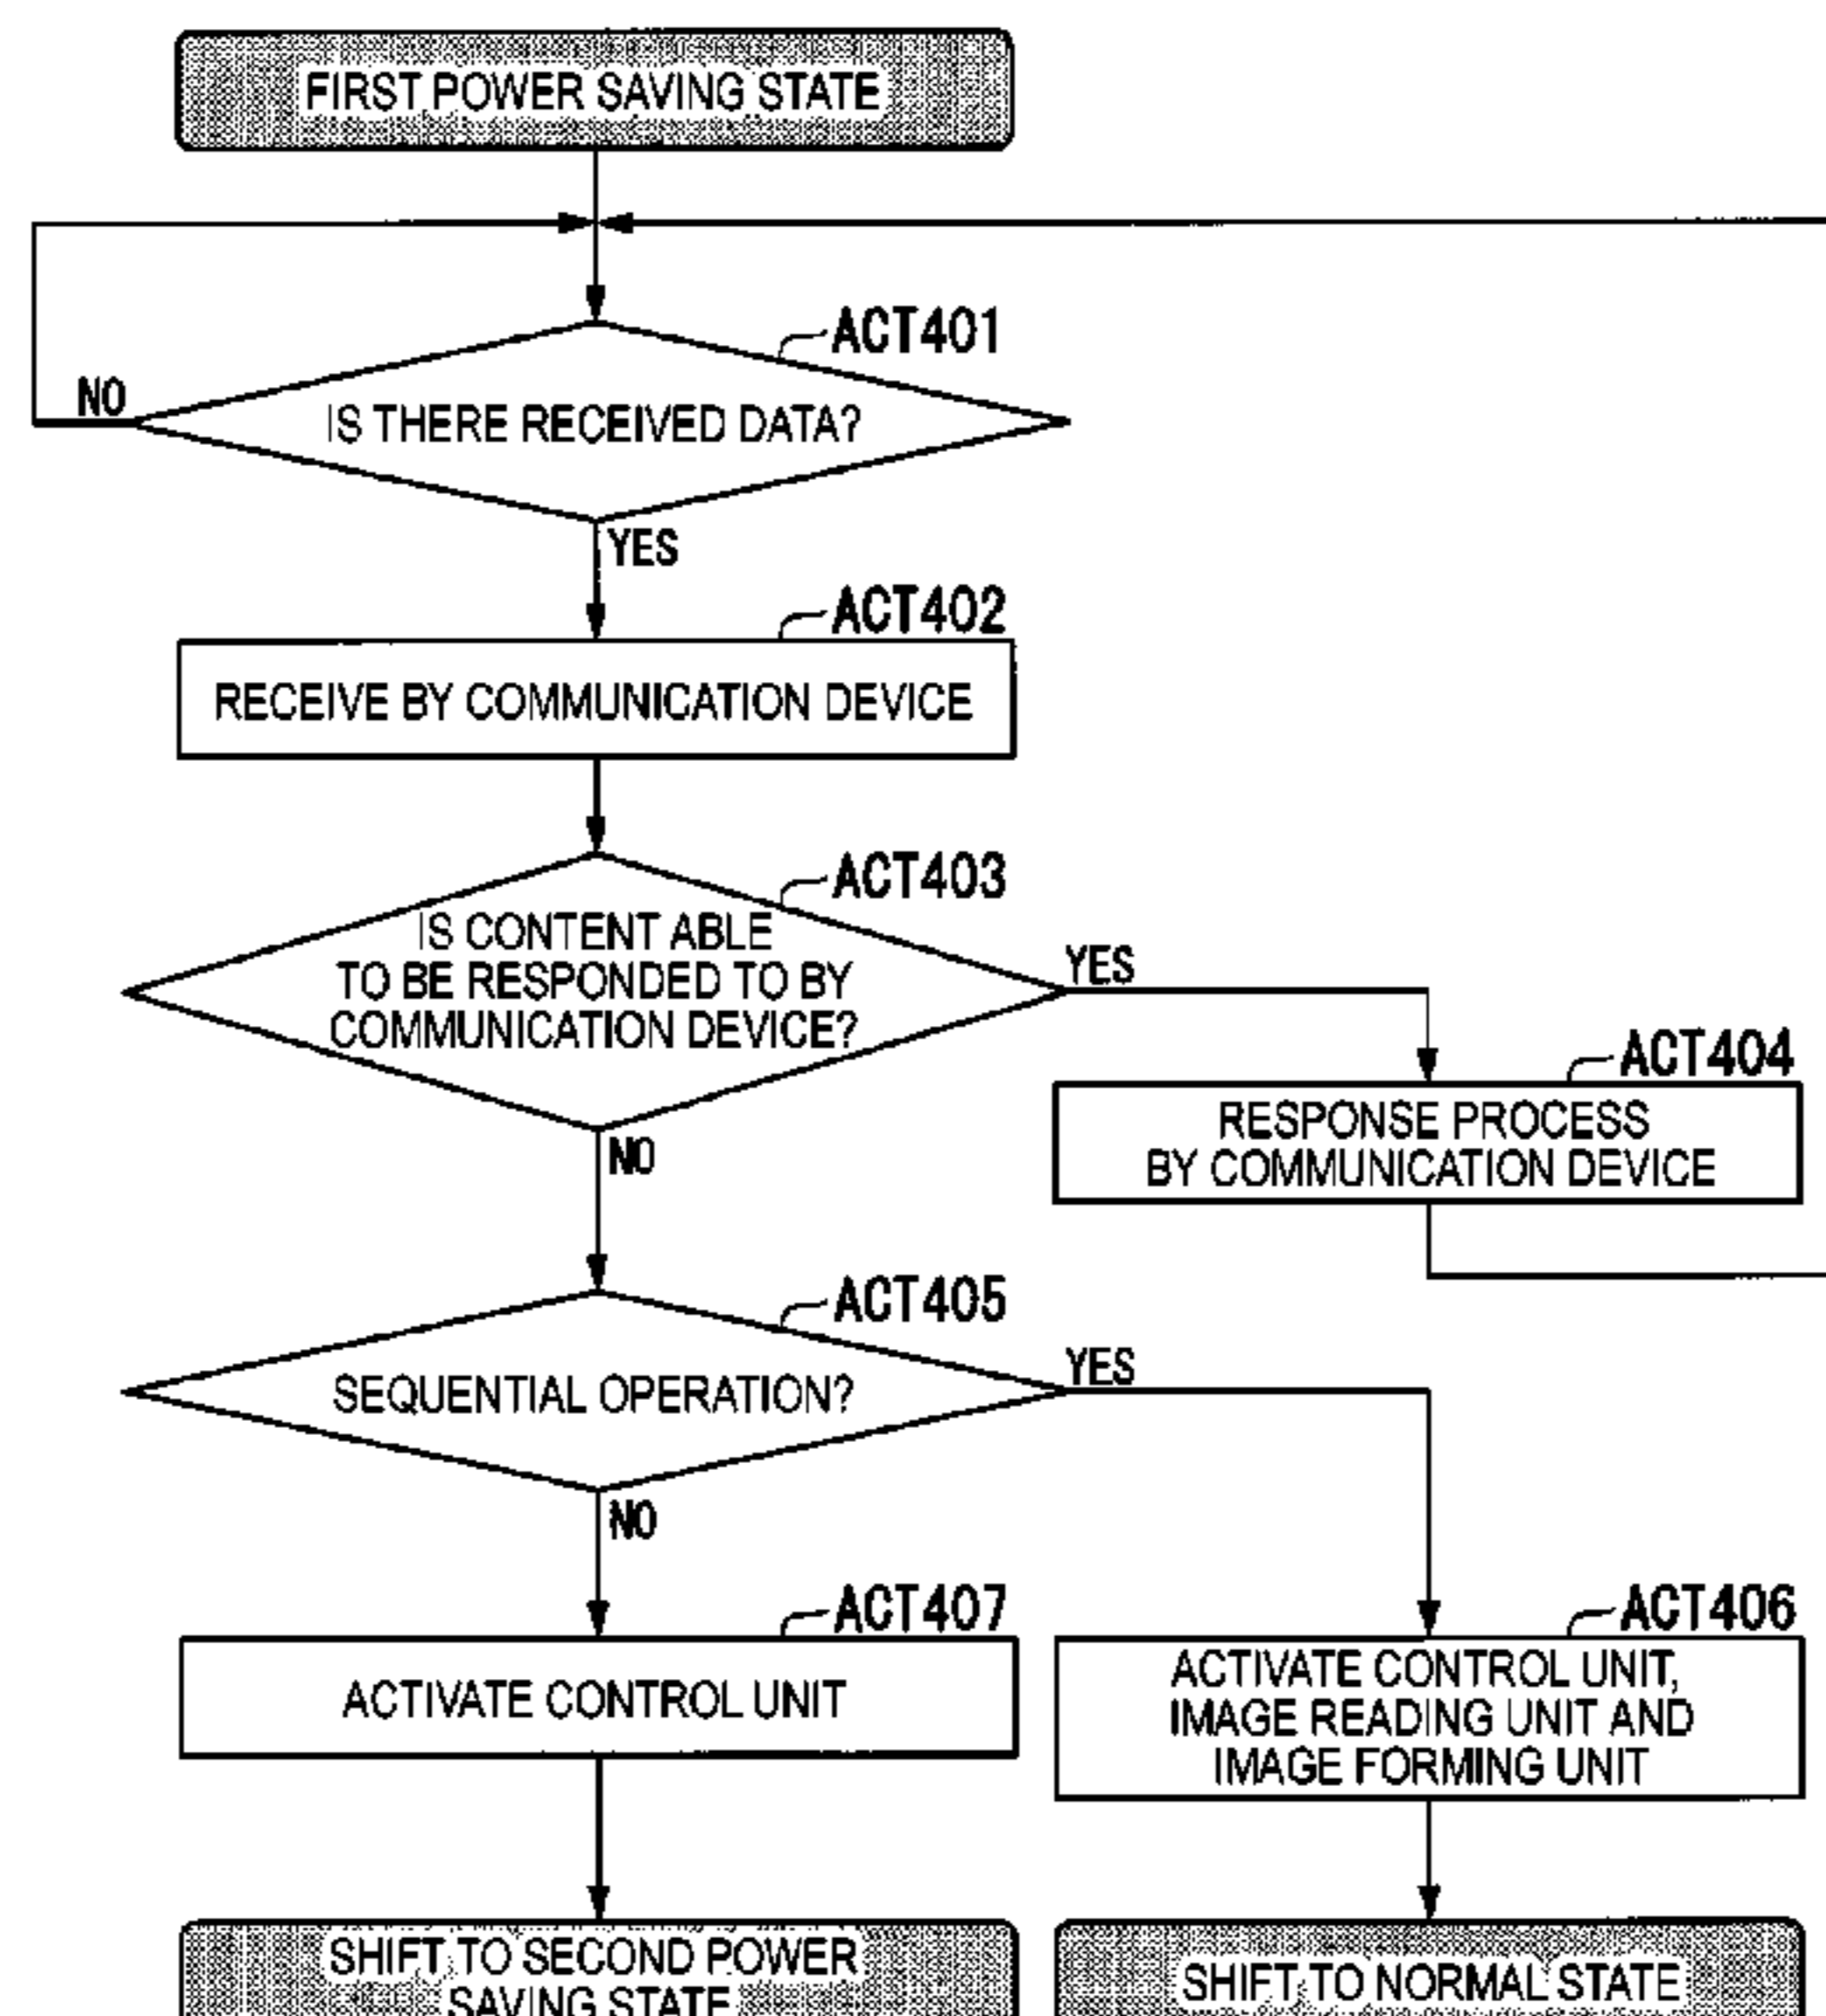 FIRST POWER SAVING STATE
ACT401
NO
IS THERE RECEIVED DATA?
YES
ACT402
RECEIVE BY COMMUNICATION DEVICE
ACT403
IS CONTENT ABLE
TO BE RESPONDED TO BY
COMMUNICATION DEVICE?
YES
NO
ACT404
RESPONSE PROCESS
BY COMMUNICATION DEVICE
ACT405
SEQUENTIAL OPERATION?
YES
NO
ACT407
ACTIVATE CONTROL UNIT
ACT406
ACTIVATE CONTROL UNIT,
IMAGE READING UNIT AND
IMAGE FORMING UNIT
SHIFT TO SECOND POWER
SAVING STATE
SHIFT TO NORMAL STATE